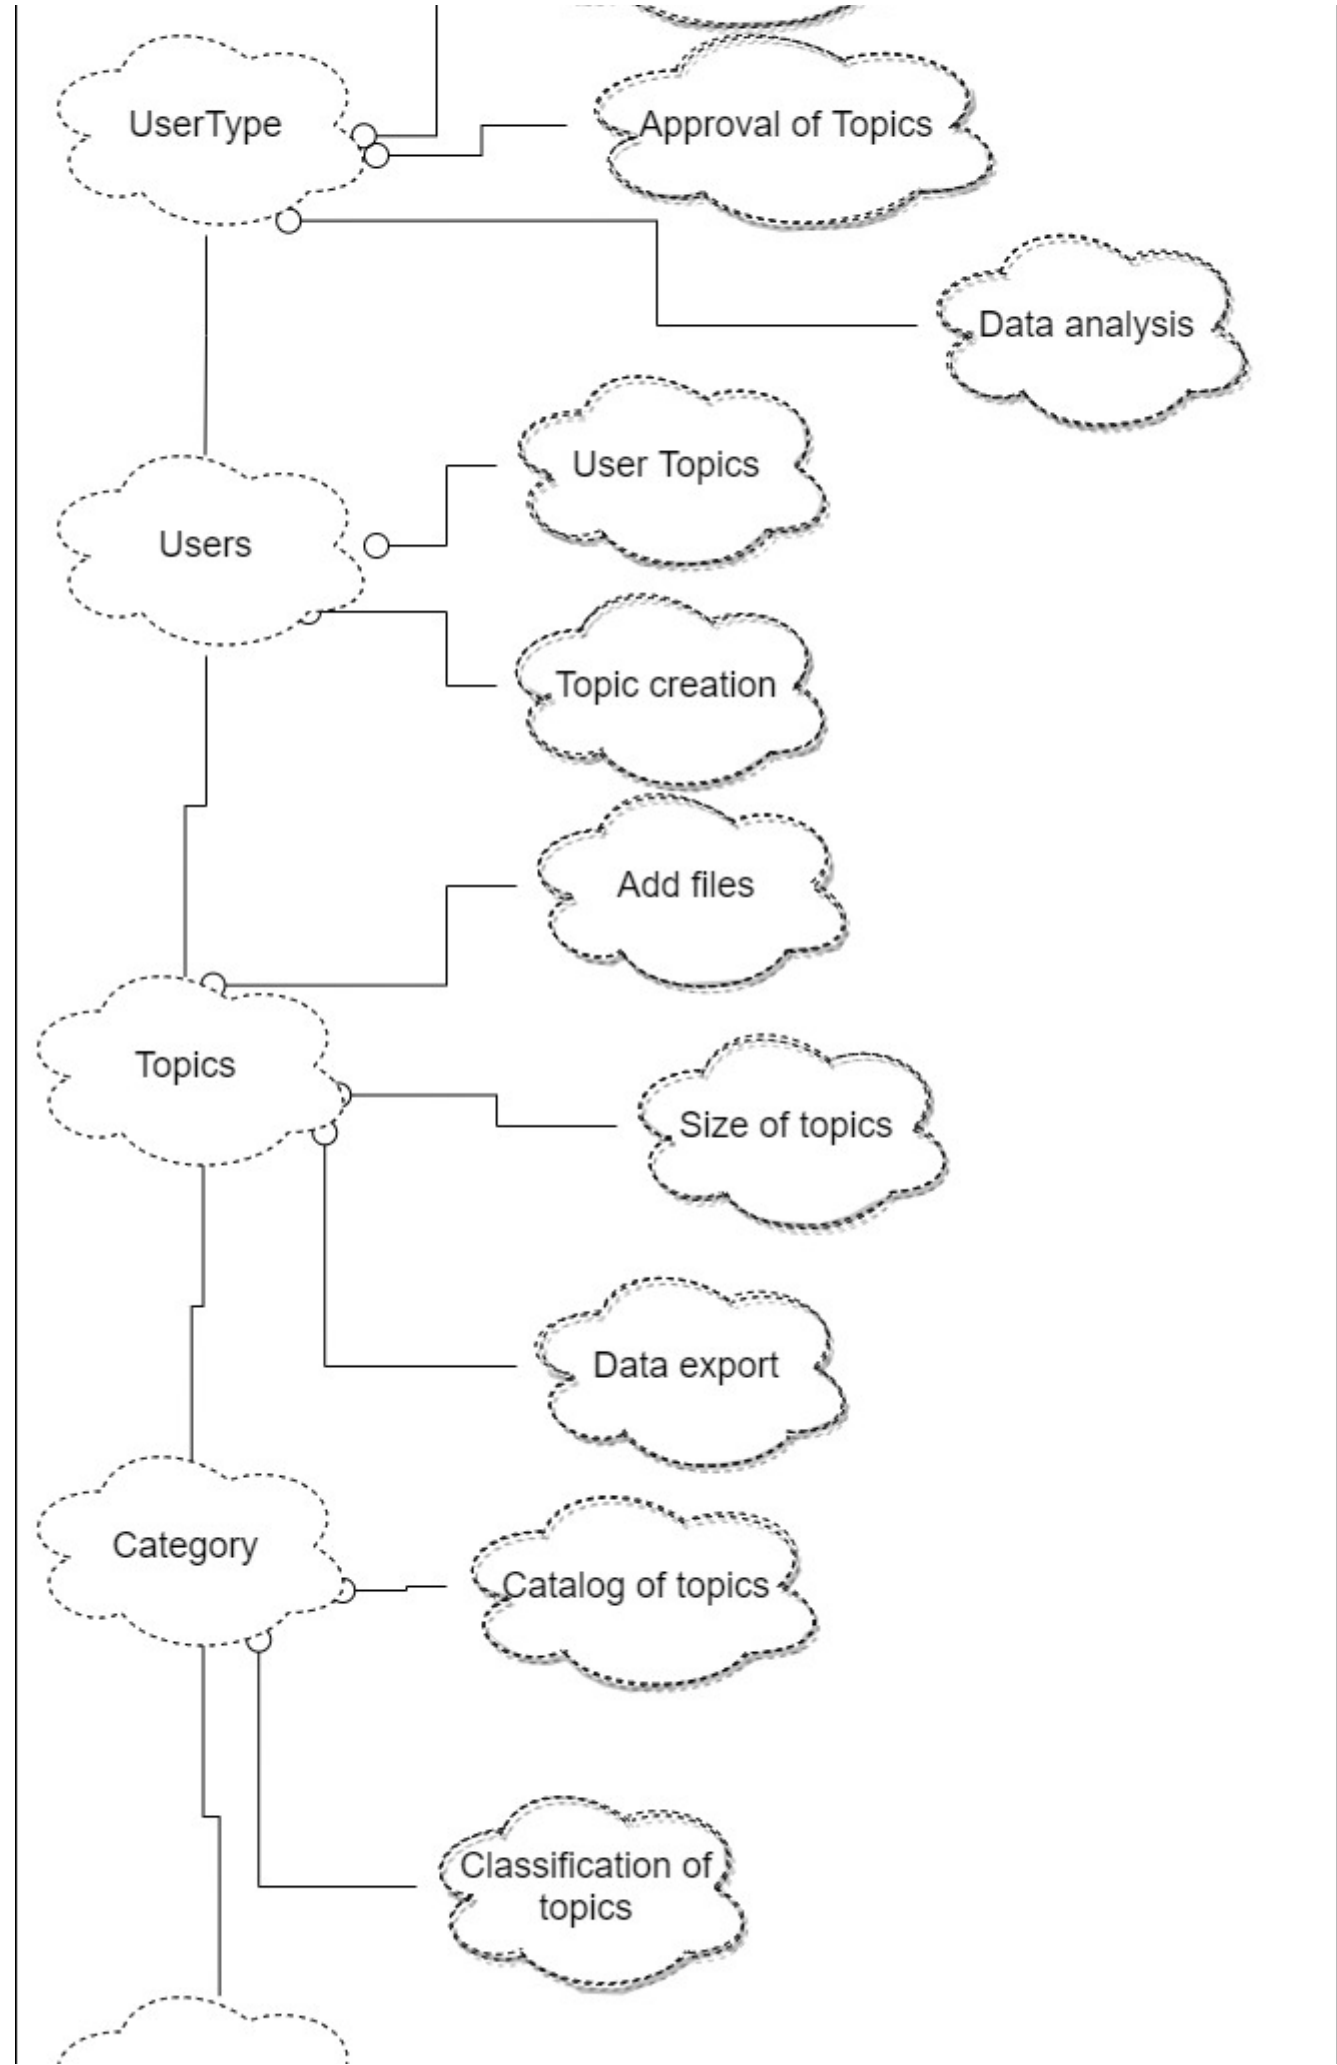 UserType
Approval of Topics
Data analysis
User Topics
Users
Topic creation
Add files
Topics
Size of topics
Data export
Category
Catalog of topics
Classification of
topics